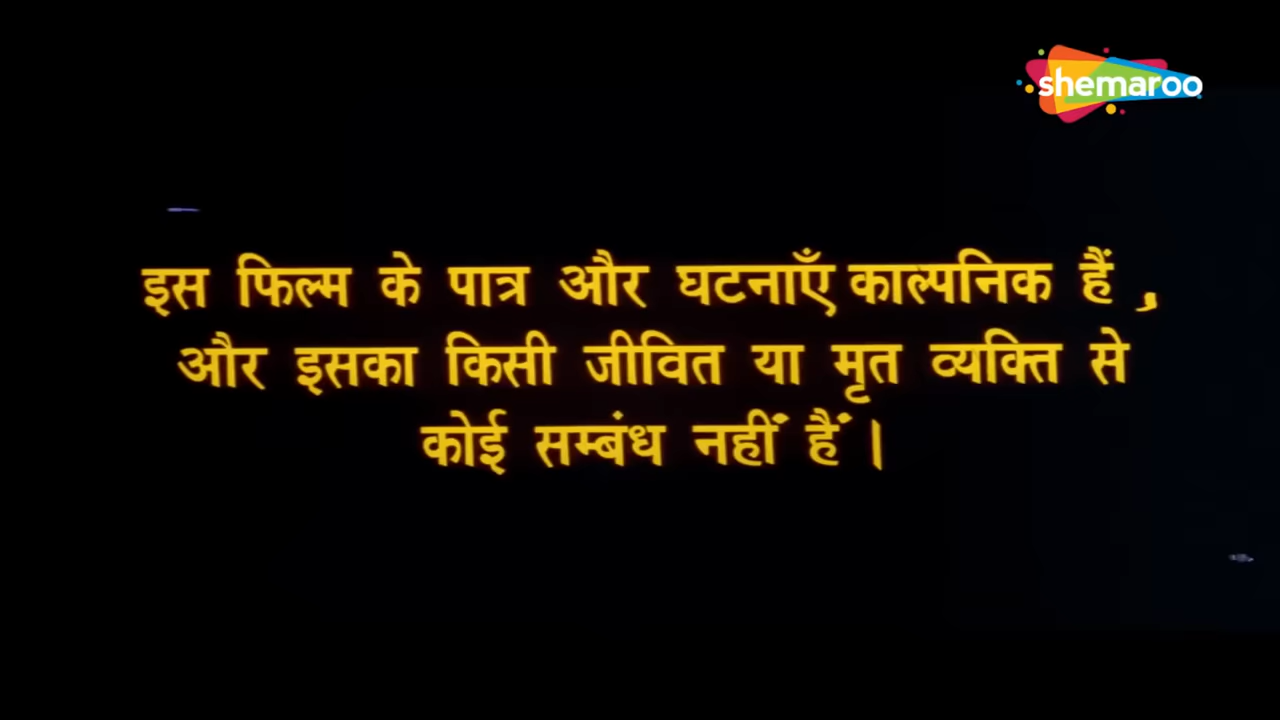 shemaroo
इस फिल्म के पात्र और घटनाएँ काल्पनिक हैं ,
और इसका किसी जीवित या मृत व्यक्ति से
कोई सम्बंध नहीं हैं ।